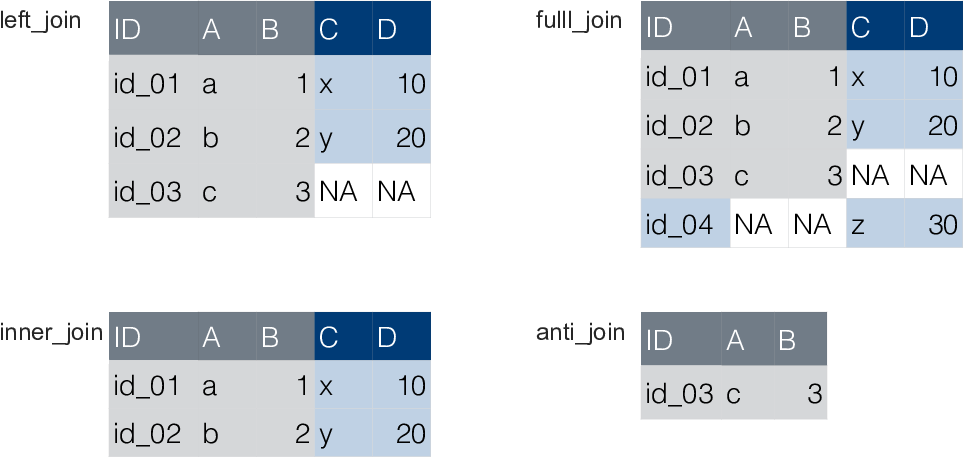 left_join
ID A B C D
id_01 a 1 x 10
id_02 b 2 y 20
id_03 c 3 NA NA
fulll_join
ID A B C D
id_01 a 1 x 10
id_02 b 2 y 20
id_03 c 3 NA NA
id_04 NA NA z 30
inner_join
ID A B C D
id_01 a 1 x 10
id_02 b 2 y 20
anti_join
ID A B
id_03 c 3